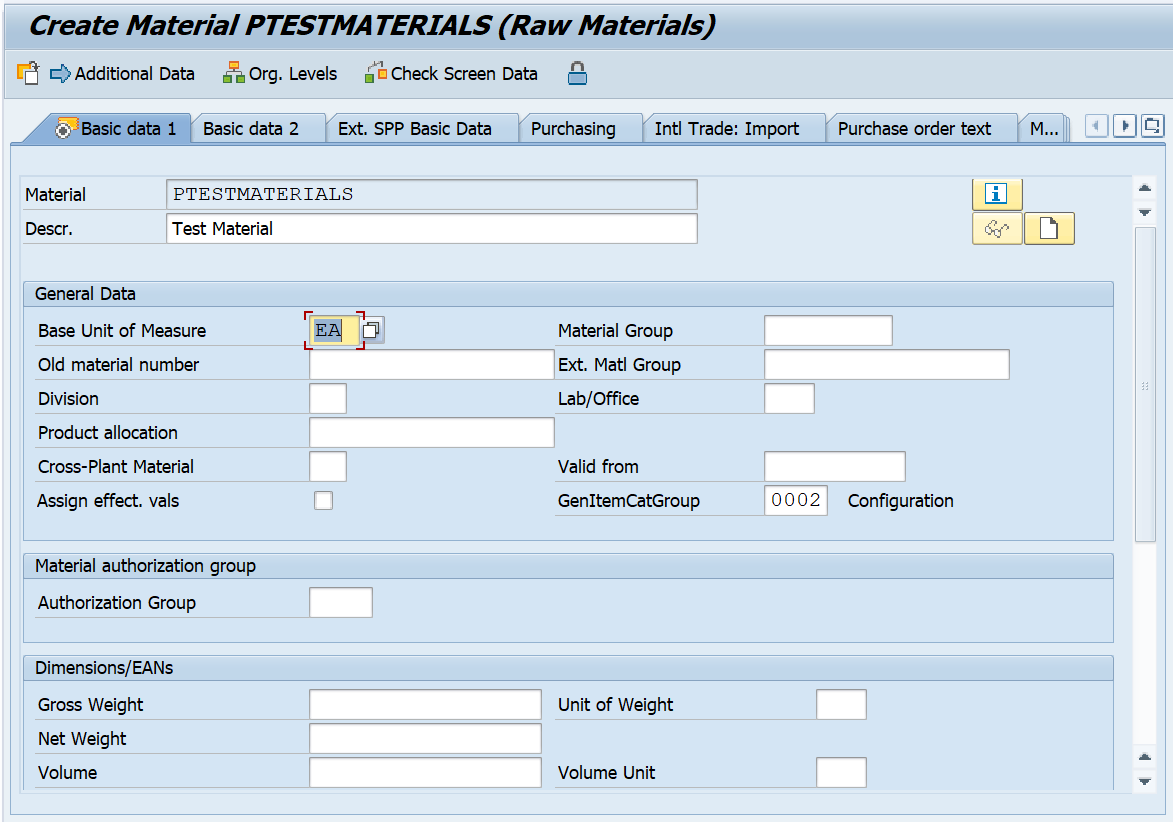 Create Material PTESTMATERIALS (Raw Materials)
Additional Data Org. Levels Check Screen Data
Basic data 1 Basic data 2 Ext. SPP Basic Data Purchasing Intl Trade: Import Purchase order text M...
Material PTESTMATERIALS
Descr. Test Material
General Data
Base Unit of Measure EA Material Group
Old material number Ext. Matl Group
Division Lab/Office
Product allocation
Cross-Plant Material Valid from
Assign effect. vals GenItemCatGroup 0002 Configuration
Material authorization group
Authorization Group
Dimensions/EANs
Gross Weight Unit of Weight
Net Weight
Volume Volume Unit